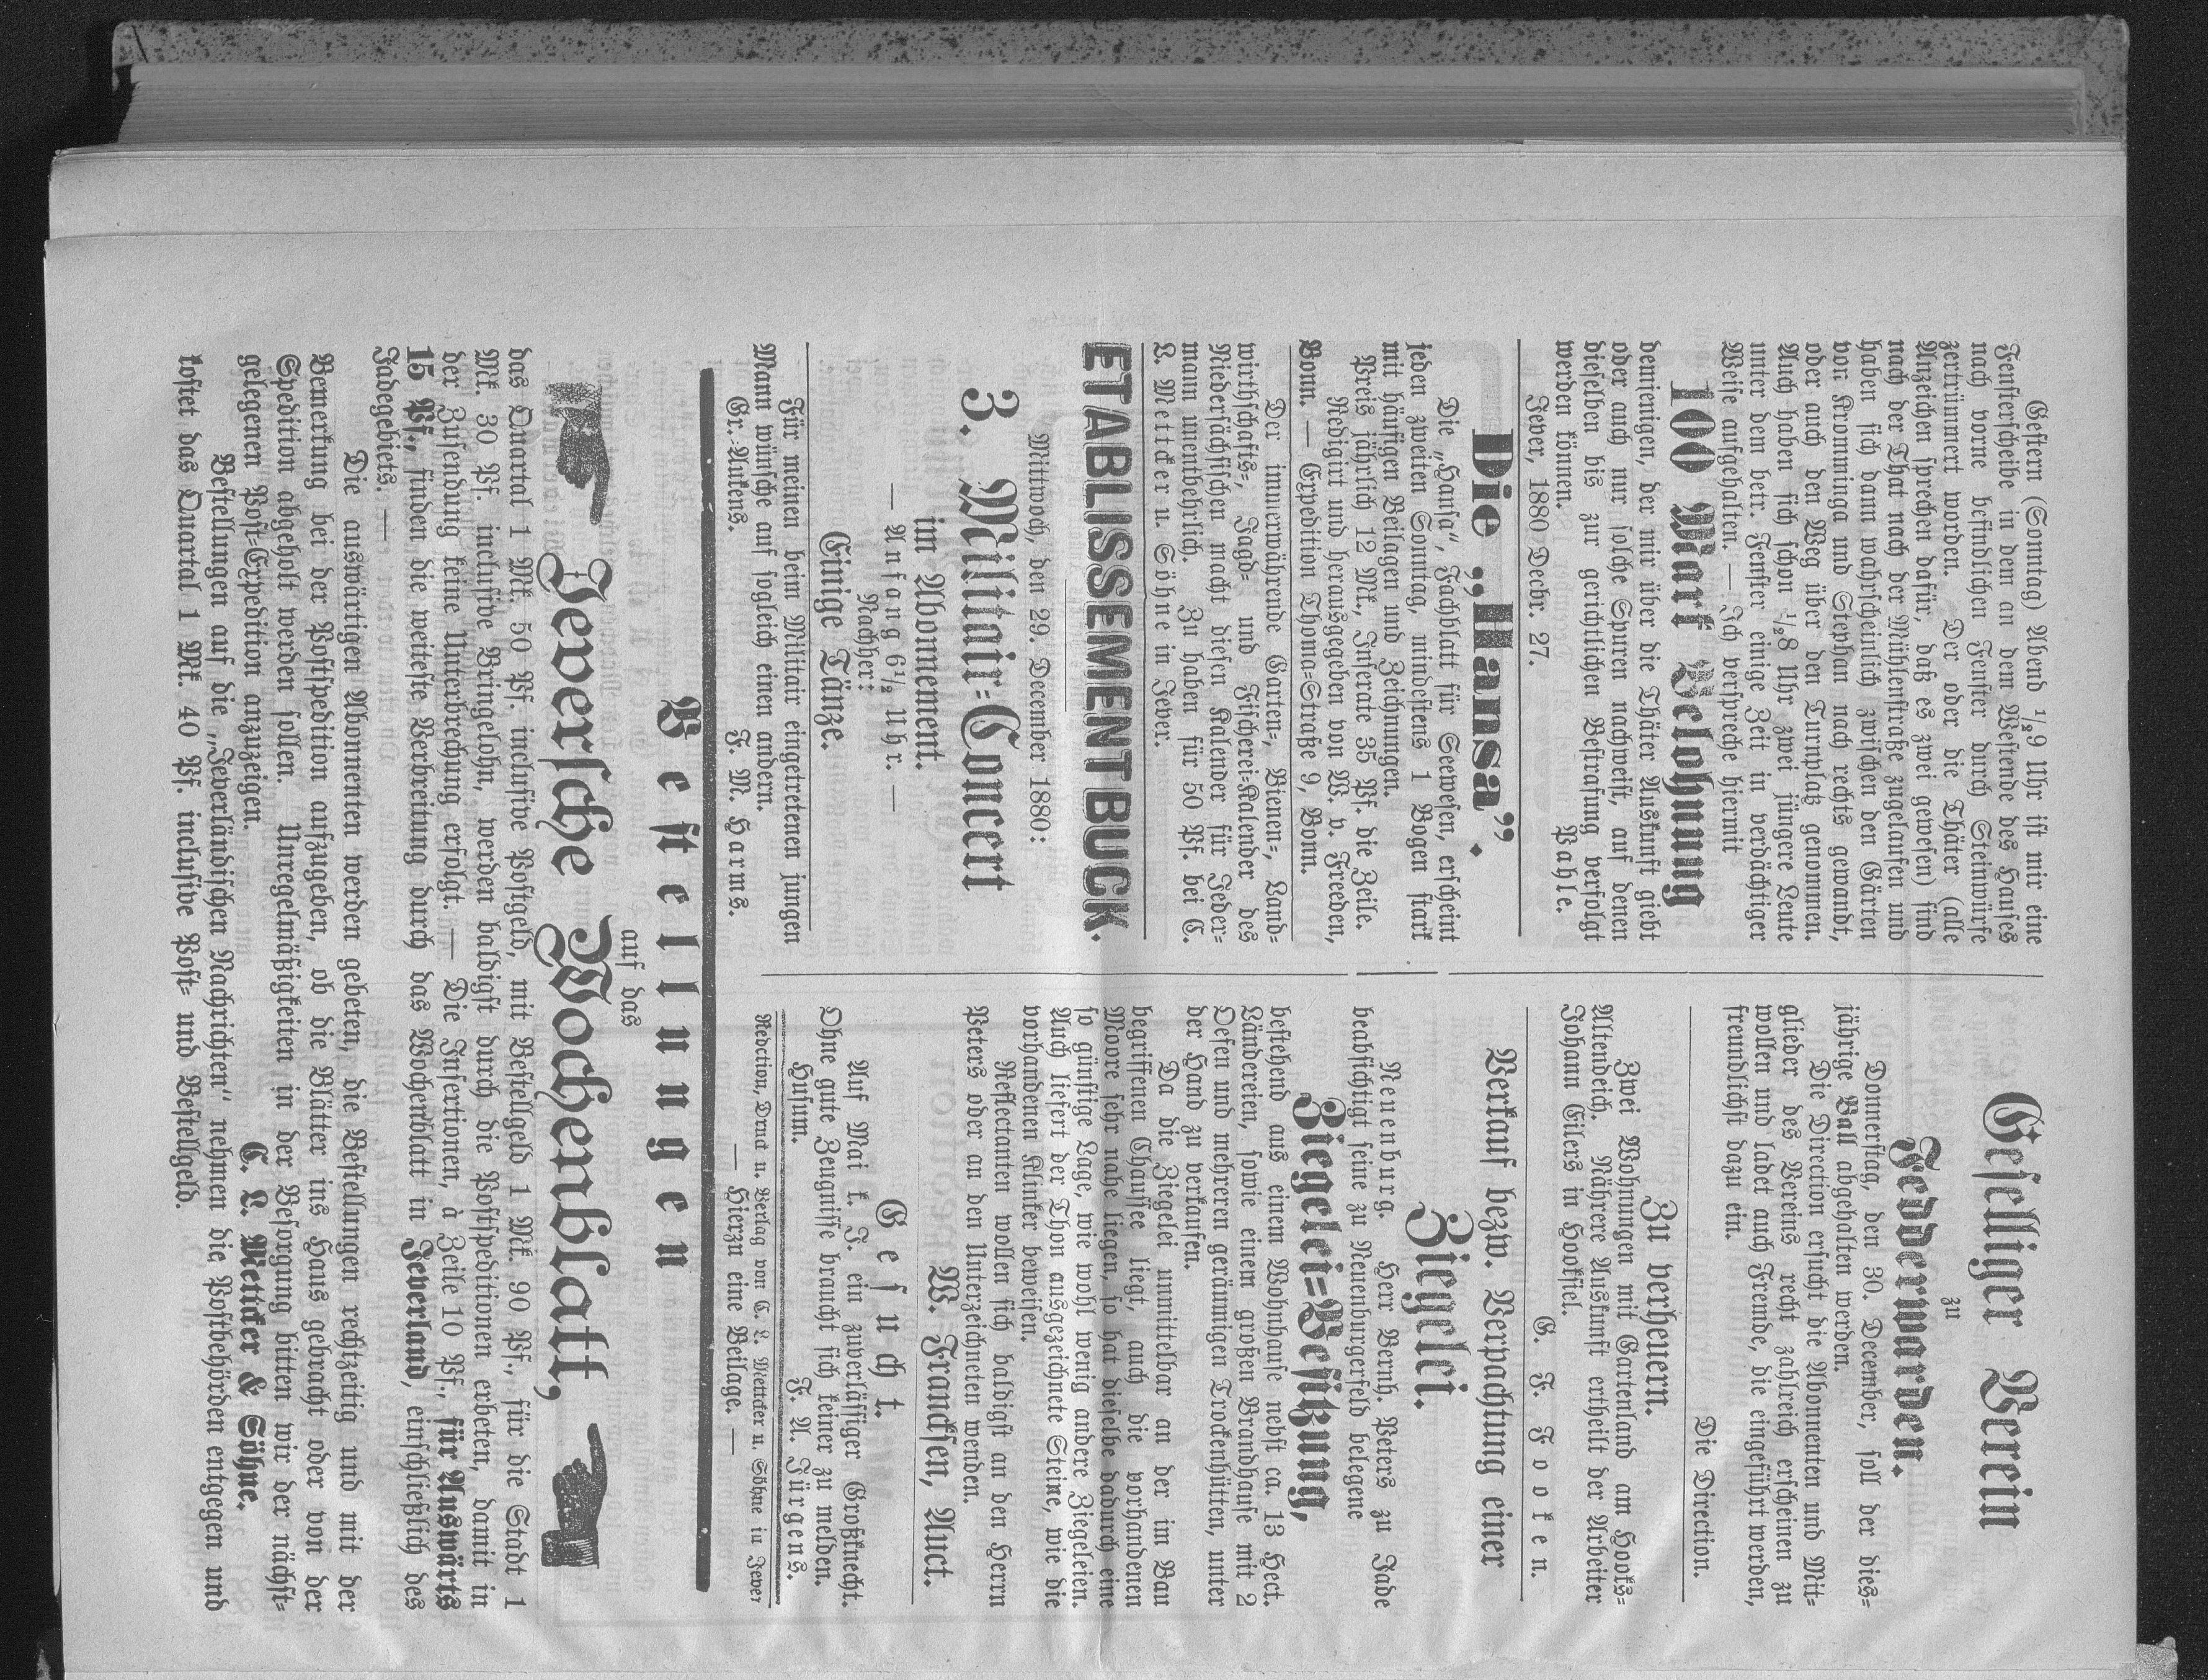 Gestern (Sonntag) Abend ½9 Uhr ist mir eine
Fensterscheibe in dem an dem Westende des Hauses
nach vorne befindlichen Fenster durch Steinwürfe
zertrümmert worden. Der oder die Thäter (alle
Anzeichen sprechen dafür, daß es zwei gewesen) sind
nach der That nach der Mühlenstraße zugelaufen und
haben sich dann wahrscheinlich zwischen den Gärten
von Kromminga und Stephan nach rechts gewandt,
oder auch den Weg über den Turnplatz genommen.
Auch haben sich schon ½8 Uhr zwei jüngere Leute
unter dem betr. Fenster einige Zeit in verdächtiger
Weise aufgehalten. — Ich verspreche hiermit
100 Mark Belohnung
demjenigen, der mir über die Thäter Auskunft giebt
oder auch nur solche Spuren nachweist, auf denen
dieselben bis zur gerichtlichen Bestrafung verfolgt
werden können. Pahle.
Jever, 1880 Decbr. 27.
Die „Hansa”.
Die „Hansa“, Fachblatt für Seewesen, erscheint
jeden zweiten Sonntag, mindestens 1 Bogen stark
mit häufigen Beilagen und Zeichnungen.
Preis jährlich 12 Mk., Inserate 35 Pf. die Zeile.
Redigirt und herausgegeben von W. v. Freeden,
Bonn. — Expedition Thoma=Straße 9, Bonn.
Der immerwährende Garten=, Bienen=, Land=
wirthschafts=, Jagd= und Fischerei=Kalender des
Niedersächsischen macht diesen Kalender für Jeder=
mann unentbehrlich. Zu haben für 50 Pf. bei C.
L. Mettcker u. Söhne in Jever.
ETABLISSEMENT BUCK.
Mittwoch, den 29. December 1880:
3. Militair=Concert
im Abonnement.
— Anfang 6½ Uhr. —
Nachher:
Einige Tänze.
Für meinen beim Militair eingetretenen jungen
Mann wünsche auf sogleich einen andern.
Gr.=Aukens. F. M. Harms.
Geselliger Verein
zu
Fedderwarden.
Donnerstag, den 30. December, soll der dies=
jährige Ball abgehalten werden.
Die Direction ersucht die Abonnenten und Mit=
glieder des Vereins recht zahlreich erscheinen zu
wollen und ladet auch Fremde, die eingeführt werden,
freundlichst dazu ein.
Die Direction.
Zu verheuern.
Zwei Wohnungen mit Gartenland am Hooks=
Altendeich. Nähere Auskunft ertheilt der Arbeiter
Johann Eilers in Hooksiel.
G. F. Fooken.
Verkauf bezw. Verpachtung einer
Ziegelei.
Neuenburg. Herr Bernh. Peters zu Jade
beabsichtigt seine zu Neuenburgerfeld belegene
Ziegelei=Besitzung,
bestehend aus einem Wohnhause nebst ca. 13 Hect.
Ländereien, sowie einem großen Brandhause mit 2
Oefen und mehreren geräumigen Trockenhütten, unter
der Hand zu verkaufen.
Da die Ziegelei unmittelbar an der im Bau
begriffenen Chaussee liegt, auch die vorhandenen
Moore sehr nahe liegen, so hat dieselbe dadurch eine
so günstige Lage, wie wohl wenig andere Ziegeleien.
Auch liefert der Thon ausgezeichnete Steine, wie die
vorhandenen Klinker beweisen.
Reflectanten wollen sich baldigst an den Herrn
Peters oder an den Unterzeichneten wenden.
W. Francksen, Auct.
Gesucht.
Auf Mai k. J. ein zuverlässiger Großknecht.
Ohne gute Zeugnisse braucht sich keiner zu melden.
Husum. F. A. Jürgens.
Redction, Druck u. Verlag von C. L. Mettcker u. Söhne in Jever
— Hierzu eine Beilage. —
Bestellungen
auf das
Jeversche Wochenblatt,
das Quartal 1 Mk. 50 Pf. inclusive Postgeld, mit Bestellgeld 1 Mk. 90 Pf., für die Stadt 1
Mk. 30 Pf. inclusive Bringelohn, werden baldigst durch die Postspeditionen erbeten, damit in
der Zusendung keine Unterbrechung erfolgt. — Die Insertionen, à Zeile 10 Pf., für Auswärts
15 Pf., finden die weiteste Verbreitung durch das Wochenblatt in Jeverland, einschließlich des
Jadegebiets. —
Die auswärtigen Abonnenten werden gebeten, die Bestellungen rechtzeitig und mit der
Bemerkung bei der Postspedition aufzugeben, ob die Blätter ins Haus gebracht oder von der
Spedition abgeholt werden sollen. Unregelmäßigkeiten in der Besorgung bitten wir der nächst=
gelegenen Post=Expedition anzuzeigen. C. L. Mettcker & Söhne.
Bestellungen auf die „Jeverländischen Nachrichten“ nehmen die Postbehörden entgegen und
kostet das Quartal 1 Mk. 40 Pf. inclusive Post= und Bestellgeld.